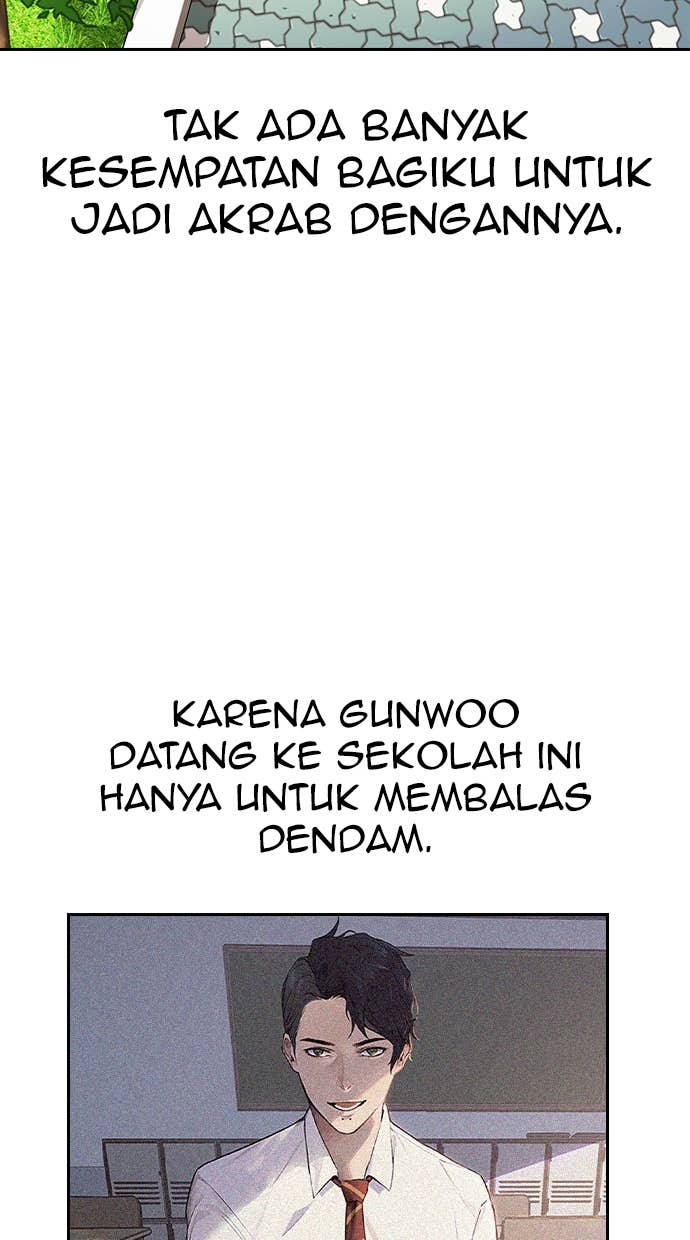 TAK ADA BANYAK
KESEMPATAN BAGIKU UNTUK
JADI AKRAB DENGANNYA.
KARENA GUNWOO
DATANG KE SEKOLAH INI
HANYA UNTUK MEMBALAS
DENDAM.